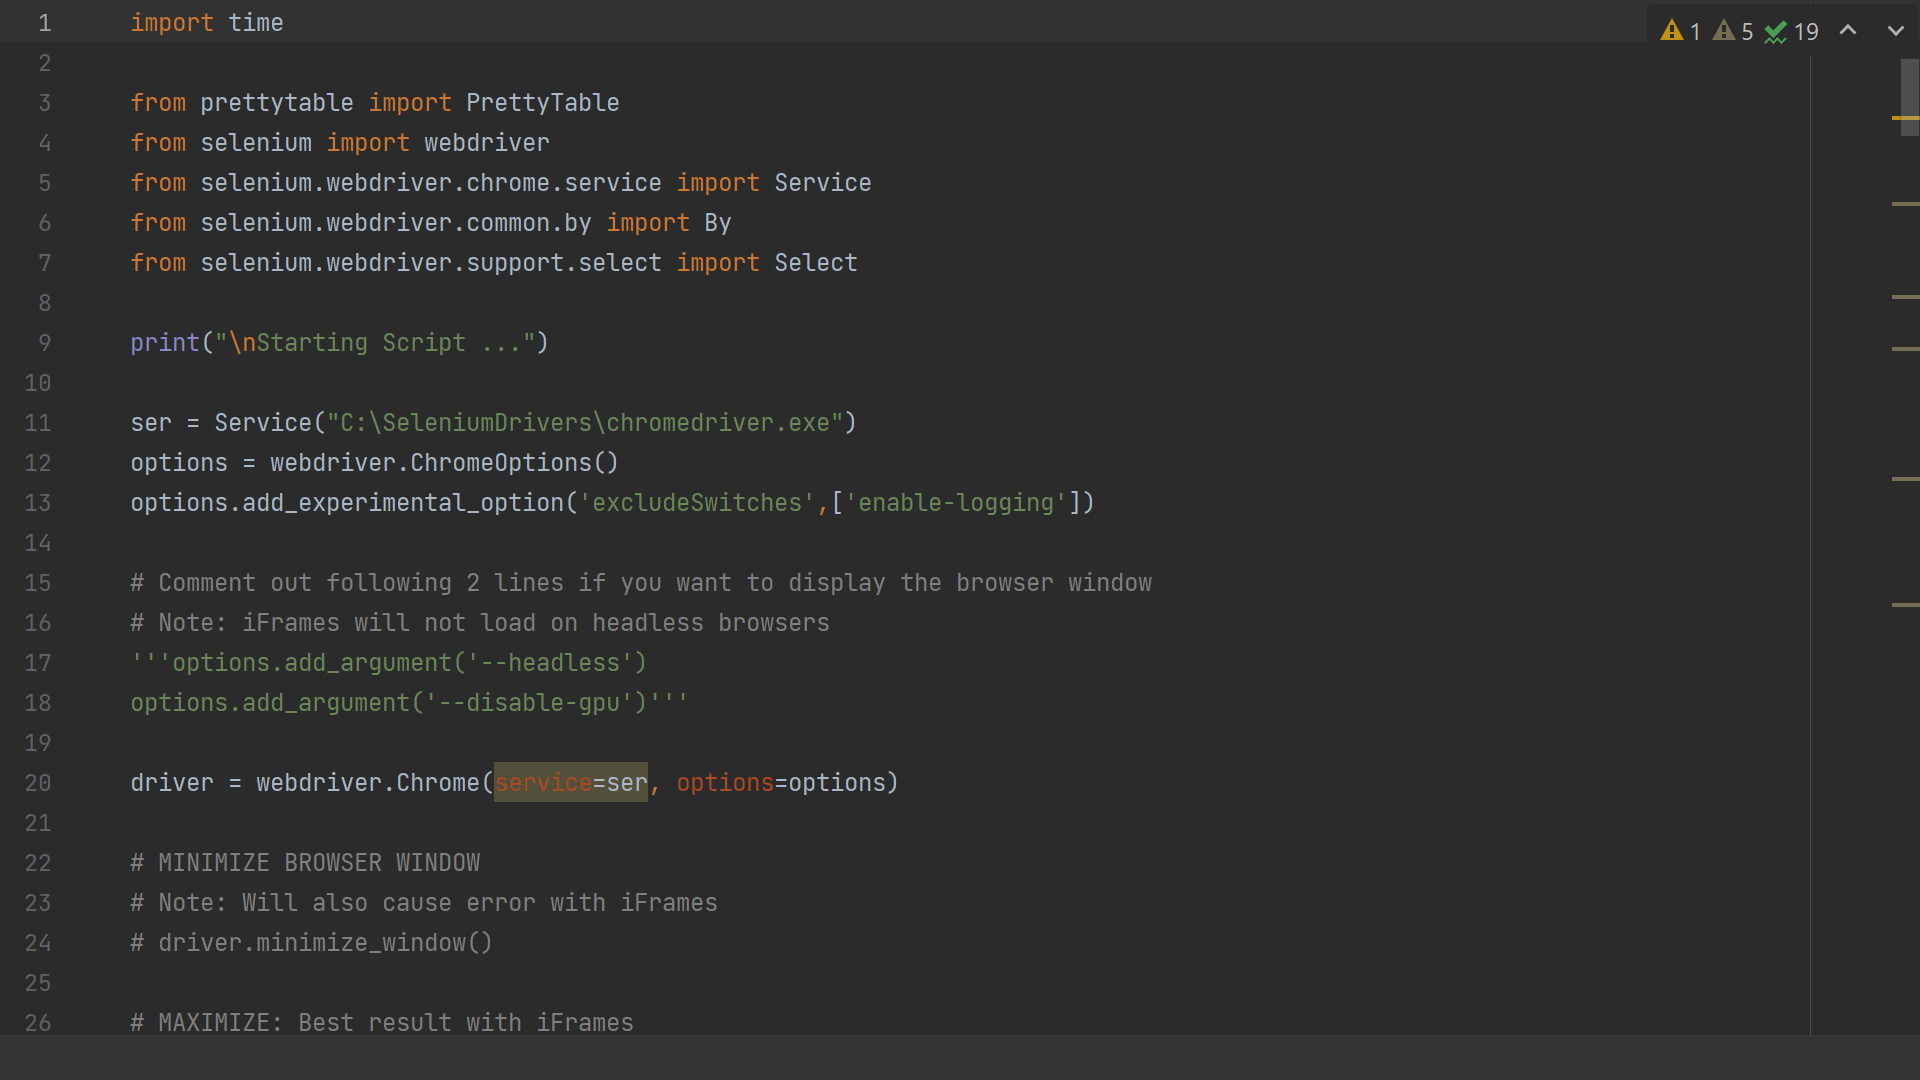 1 import time
⚠ 1 ⚠ 5 ✓ 19
2
3 from prettytable import PrettyTable
4 from selenium import webdriver
5 from selenium.webdriver.chrome.service import Service
6 from selenium.webdriver.common.by import By
7 from selenium.webdriver.support.select import Select
8
9 print("\nStarting Script ...")
10
11 ser = Service("C:\SeleniumDrivers\chromedriver.exe")
12 options = webdriver.ChromeOptions()
13 options.add_experimental_option('excludeSwitches',['enable-logging'])
14
15 # Comment out following 2 lines if you want to display the browser window
16 # Note: iFrames will not load on headless browsers
17 '''options.add_argument('--headless')
18 options.add_argument('--disable-gpu')'''
19
20 driver = webdriver.Chrome(service=ser, options=options)
21
22 # MINIMIZE BROWSER WINDOW
23 # Note: Will also cause error with iFrames
24 # driver.minimize_window()
25
26 # MAXIMIZE: Best result with iFrames